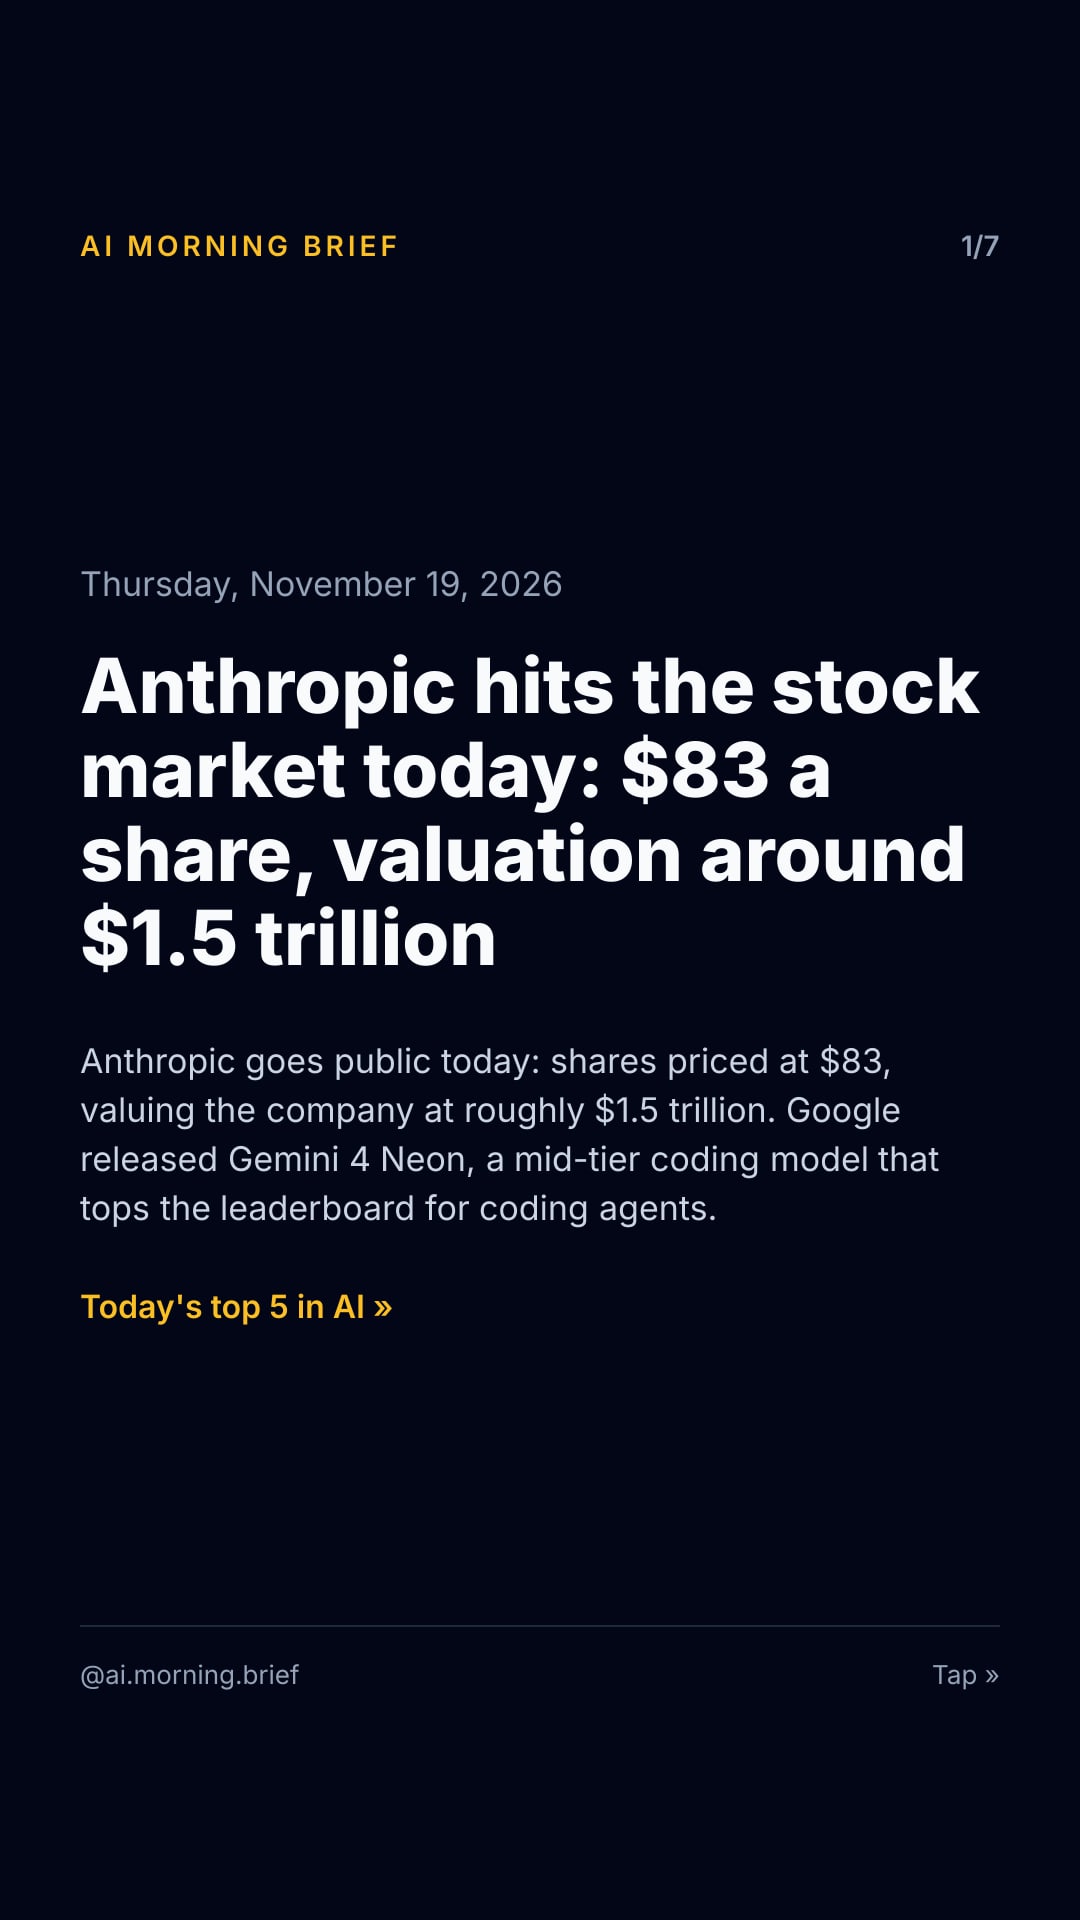 AI MORNING BRIEF
1/7
Thursday, November 19, 2026
Anthropic hits the stock
market today: $83 a
share, valuation around
$1.5 trillion
Anthropic goes public today: shares priced at $83,
valuing the company at roughly $1.5 trillion. Google
released Gemini 4 Neon, a mid-tier coding model that
tops the leaderboard for coding agents.
Today's top 5 in AI »
@ai.morning.brief
Tap »